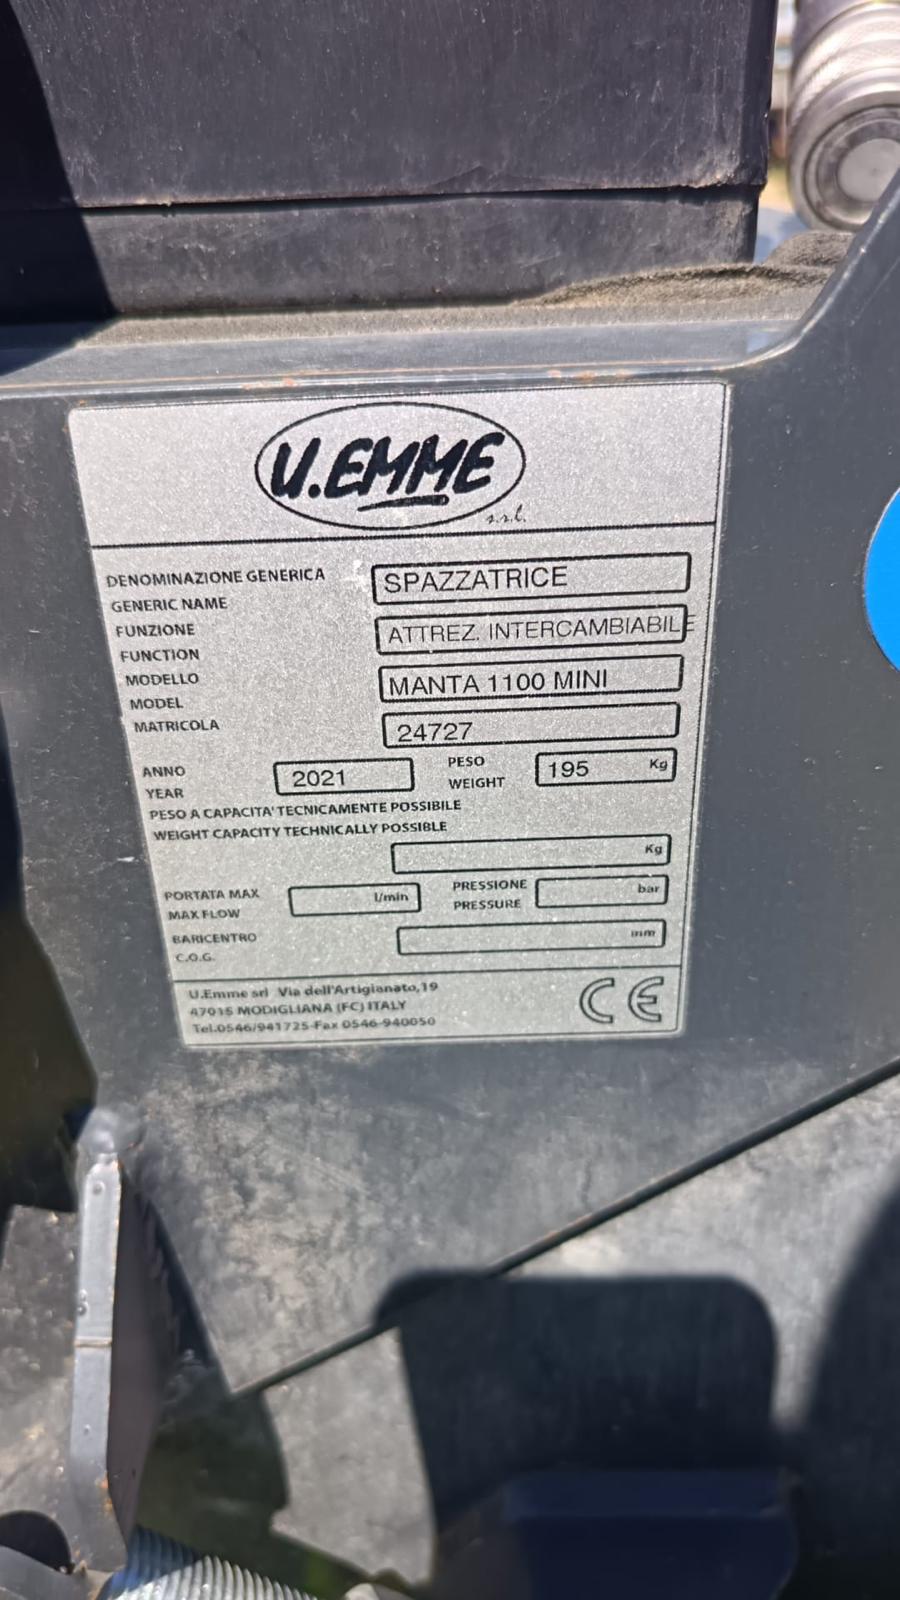 U.EMME
s.r.l.
DENOMINAZIONE GENERICA
GENERIC NAME
SPAZZATRICE
FUNZIONE
FUNCTION
ATTREZ. INTERCAMBIABILE
MODELLO
MODEL
MANTA 1100 MINI
MATRICOLA
24727
ANNO
YEAR
2021
PESO
WEIGHT
195 Kg
PESO A CAPACITA' TECNICAMENTE POSSIBILE
WEIGHT CAPACITY TECHNICALLY POSSIBLE
Kg
PORTATA MAX
MAX FLOW
l/min
PRESSIONE
PRESSURE
bar
BARICENTRO
C.O.G.
mm
U.Emme srl Via dell'Artigianato,19
47015 MODIGLIANA (FC) ITALY
Tel.0546/941725-Fax 0546-940050
CE